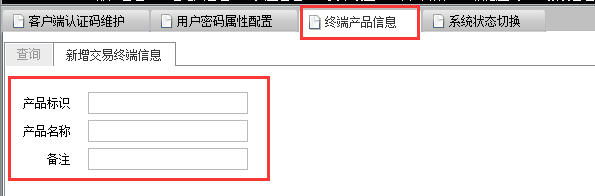 客户端认证码维护 用户密码属性配置 终端产品信息 系统状态切换
查询 新增交易终端信息
产品标识
产品名称
备注